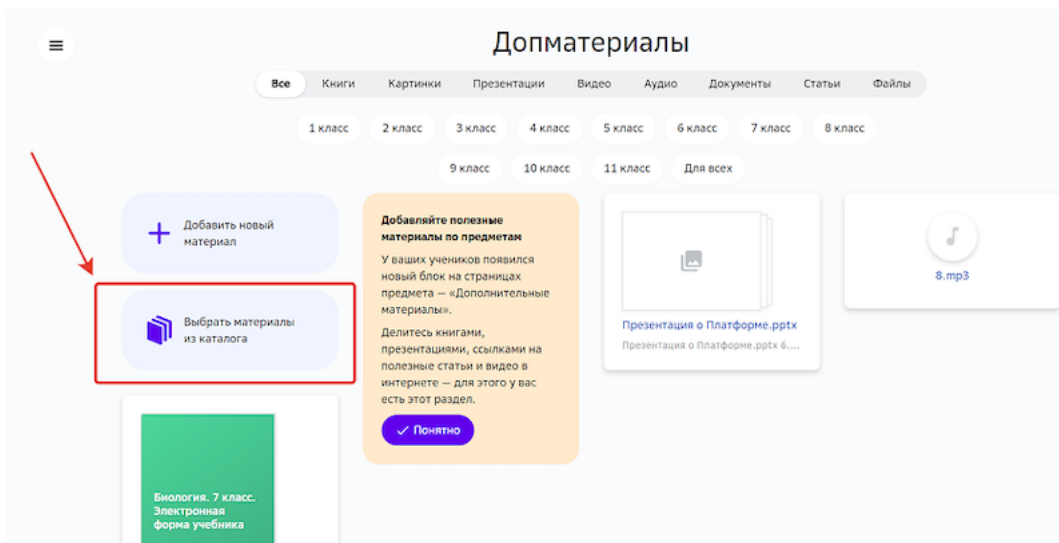 Допматериалы
Все Книги Картинки Презентации Видео Аудио Документы Статьи Файлы
1 класс 2 класс 3 класс 4 класс 5 класс 6 класс 7 класс 8 класс
9 класс 10 класс 11 класс Для всех
Добавить новый
материал
Выбрать материалы
из каталога
Биология. 7 класс.
Электронная
форма учебника
Добавляйте полезные
материалы по предметам
У ваших учеников появился
новый блок на страницах
предмета — «Дополнительные
материалы».
Делитесь книгами,
презентациями, ссылками на
полезные статьи и видео в
интернете — для этого у вас
есть этот раздел.
Понятно
Презентация о Платформе.pptx
Презентация о Платформе.pptx 6....
8.mp3